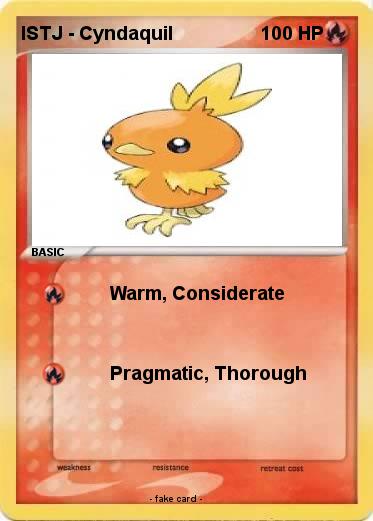 ISTJ - Cyndaquil 100 HP
BASIC
Warm, Considerate
Pragmatic, Thorough
weakness resistance retreat cost
- fake card -